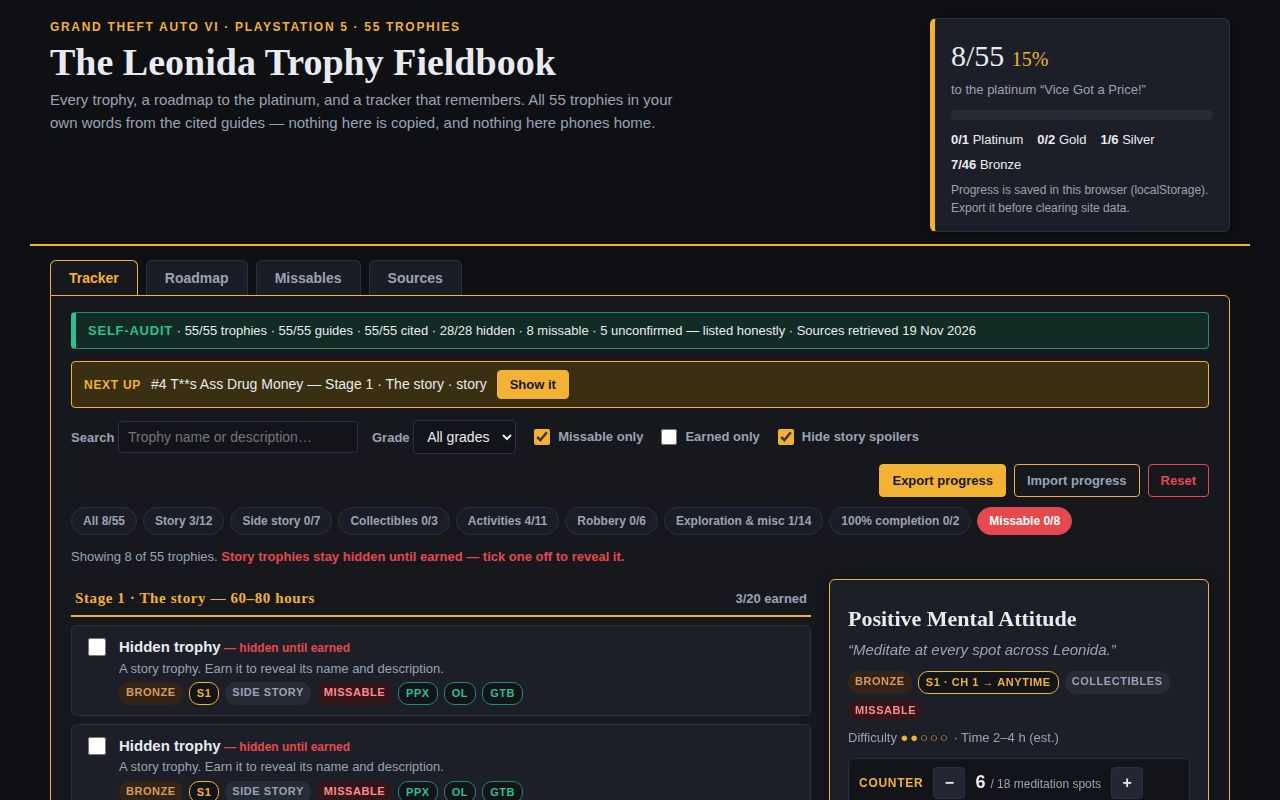 GRAND THEFT AUTO VI · PLAYSTATION 5 · 55 TROPHIES
The Leonida Trophy Fieldbook
Every trophy, a roadmap to the platinum, and a tracker that remembers. All 55 trophies in your
own words from the cited guides — nothing here is copied, and nothing here phones home.
8/55 15%
to the platinum “Vice Got a Price!”
0/1 Platinum 0/2 Gold 1/6 Silver
7/46 Bronze
Progress is saved in this browser (localStorage).
Export it before clearing site data.
Tracker Roadmap Missables Sources
SELF-AUDIT · 55/55 trophies · 55/55 guides · 55/55 cited · 28/28 hidden · 8 missable · 5 unconfirmed — listed honestly · Sources retrieved 19 Nov 2026
NEXT UP #4 T**s Ass Drug Money — Stage 1 · The story · story Show it
Search Trophy name or description… Grade All grades Missable only Earned only Hide story spoilers
Export progress Import progress Reset
All 8/55 Story 3/12 Side story 0/7 Collectibles 0/3 Activities 4/11 Robbery 0/6 Exploration & misc 1/14 100% completion 0/2 Missable 0/8
Showing 8 of 55 trophies. Story trophies stay hidden until earned — tick one off to reveal it.
Stage 1 · The story — 60–80 hours 3/20 earned
Hidden trophy — hidden until earned
A story trophy. Earn it to reveal its name and description.
BRONZE S1 SIDE STORY MISSABLE PPX OL GTB
Hidden trophy — hidden until earned
A story trophy. Earn it to reveal its name and description.
BRONZE S1 SIDE STORY MISSABLE PPX OL GTB
Positive Mental Attitude
“Meditate at every spot across Leonida.”
BRONZE S1 · CH 1 → ANYTIME COLLECTIBLES
MISSABLE
Difficulty ●●○○○ · Time 2–4 h (est.)
COUNTER − 6 / 18 meditation spots +